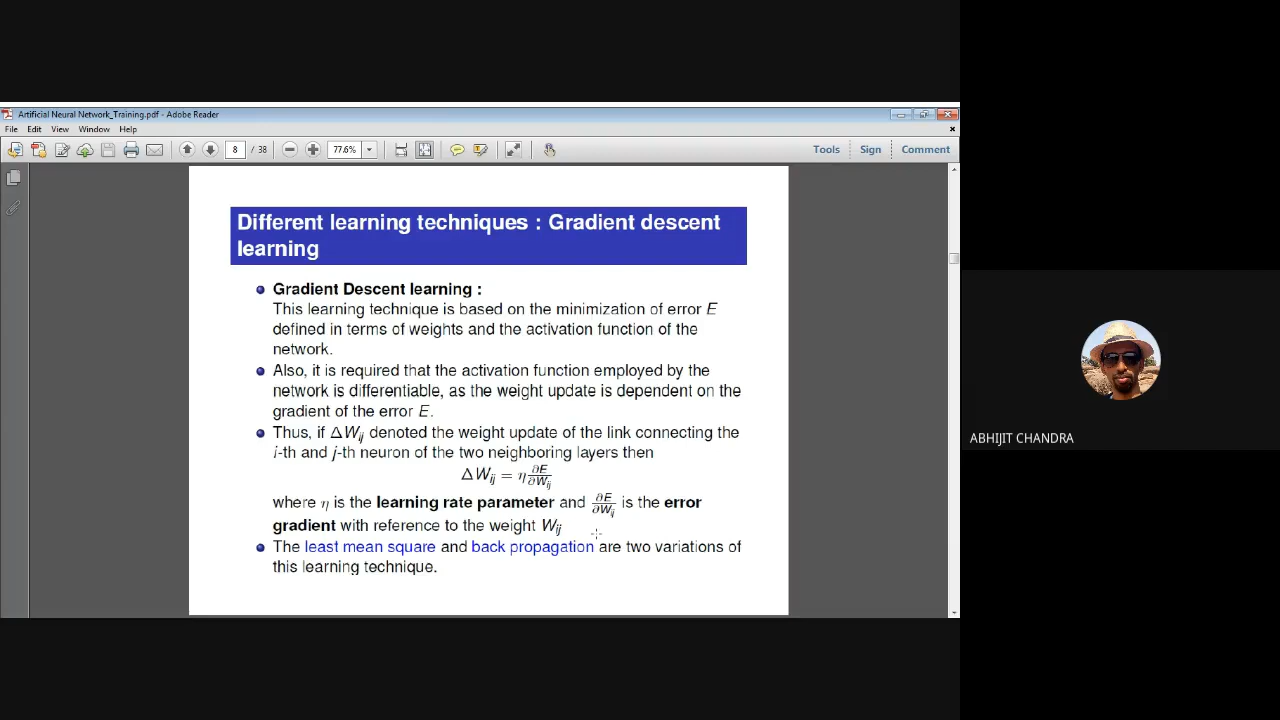 Artificial Neural Network_Training.pdf - Adobe Reader
File Edit View Window Help
8 / 38 77.6% Tools Sign Comment
Different learning techniques : Gradient descent
learning
Gradient Descent learning :
This learning technique is based on the minimization of error E
defined in terms of weights and the activation function of the
network.
Also, it is required that the activation function employed by the
network is differentiable, as the weight update is dependent on the
gradient of the error E.
Thus, if ΔW_ij denoted the weight update of the link connecting the
i-th and j-th neuron of the two neighboring layers then
ΔW_ij = η ∂E/∂W_ij
where η is the learning rate parameter and ∂E/∂W_ij is the error
gradient with reference to the weight W_ij
The least mean square and back propagation are two variations of
this learning technique.
ABHIJIT CHANDRA